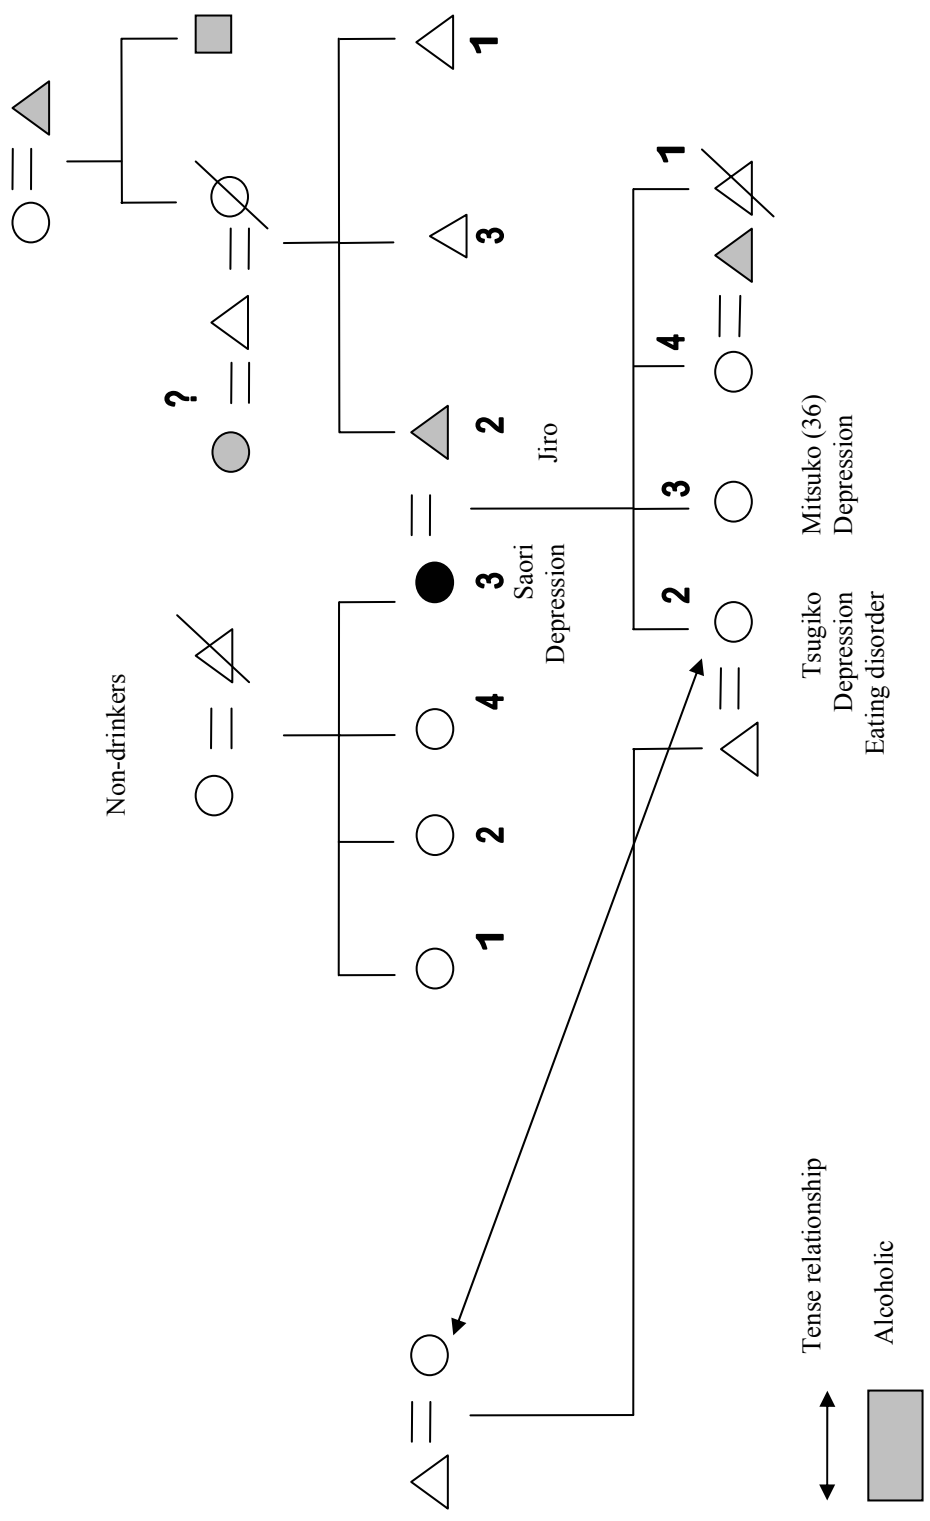 Non-drinkers
?
1
2
4
3
2
3
1
Saori
Depression
Jiro
2
3
4
1
Tsugiko
Depression
Eating disorder
Mitsuko (36)
Depression
Tense relationship
Alcoholic